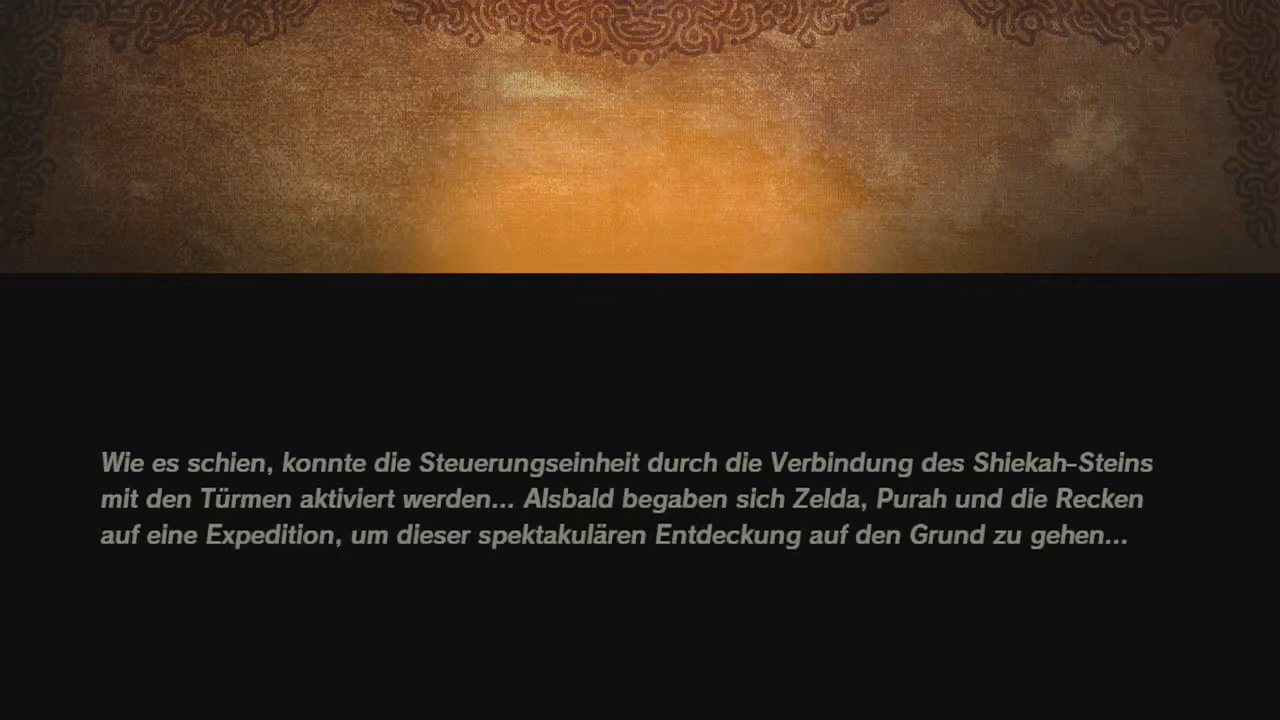 Wie es schien, konnte die Steuerungseinheit durch die Verbindung des Shiekah-Steins
mit den Türmen aktiviert werden... Alsbald begaben sich Zelda, Purah und die Recken
auf eine Expedition, um dieser spektakulären Entdeckung auf den Grund zu gehen...